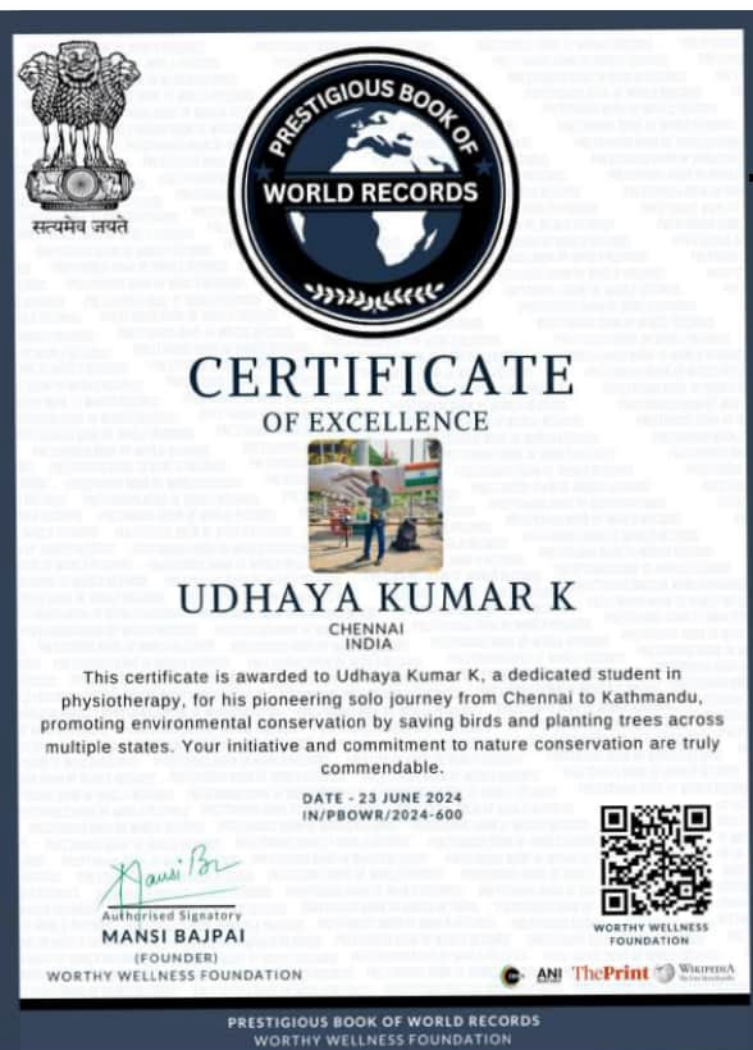 सत्यमेव जयते
PRESTIGIOUS BOOK OF
WORLD RECORDS
CERTIFICATE
OF EXCELLENCE
UDHAYA KUMAR K
CHENNAI
INDIA
This certificate is awarded to Udhaya Kumar K, a dedicated student in
physiotherapy, for his pioneering solo journey from Chennai to Kathmandu,
promoting environmental conservation by saving birds and planting trees across
multiple states. Your initiative and commitment to nature conservation are truly
commendable.
DATE - 23 JUNE 2024
IN/PBOWR/2024-600
Mansi Br
Authorised Signatory
MANSI BAJPAI
(FOUNDER)
WORTHY WELLNESS FOUNDATION
WORTHY WELLNESS
FOUNDATION
ANI ThePrint WIKIPEDIA
PRESTIGIOUS BOOK OF WORLD RECORDS
WORTHY WELLNESS FOUNDATION